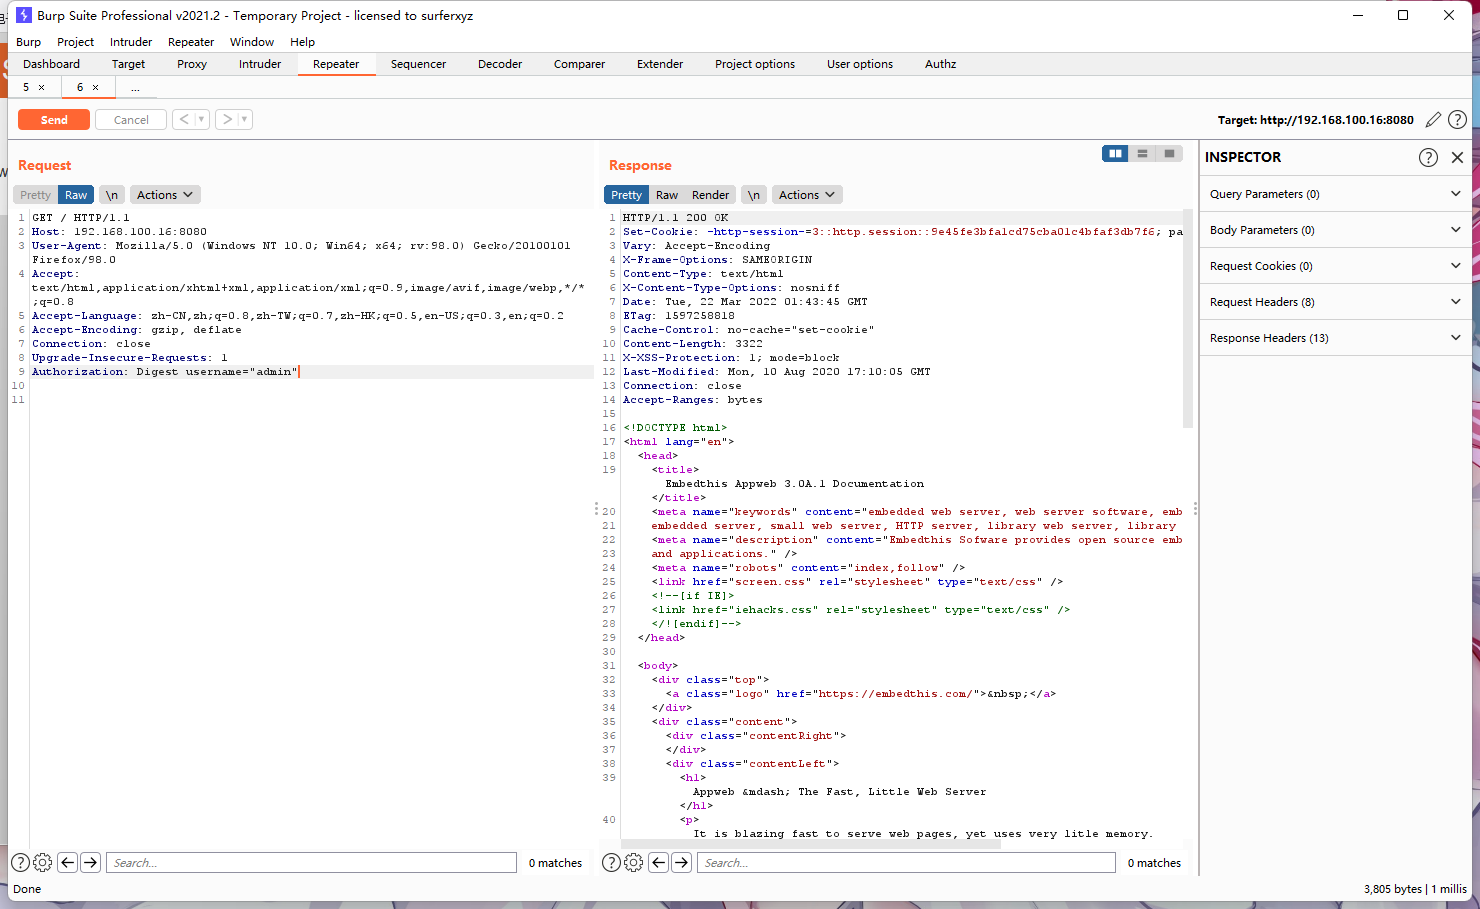 Burp Suite Professional v2021.2 - Temporary Project - licensed to surferxyz
Burp Project Intruder Repeater Window Help
Dashboard Target Proxy Intruder Repeater Sequencer Decoder Comparer Extender Project options User options Authz
5 × 6 × ...
Send Cancel < > Target: http://192.168.100.16:8080 ?
Request
Pretty Raw \n Actions
1 GET / HTTP/1.1
2 Host: 192.168.100.16:8080
3 User-Agent: Mozilla/5.0 (Windows NT 10.0; Win64; x64; rv:98.0) Gecko/20100101
Firefox/98.0
4 Accept:
text/html,application/xhtml+xml,application/xml;q=0.9,image/avif,image/webp,*/*
;q=0.8
5 Accept-Language: zh-CN,zh;q=0.8,zh-TW;q=0.7,zh-HK;q=0.5,en-US;q=0.3,en;q=0.2
6 Accept-Encoding: gzip, deflate
7 Connection: close
8 Upgrade-Insecure-Requests: 1
9 Authorization: Digest username="admin"
10
11
? Search... 0 matches
Response
Pretty Raw Render \n Actions
1 HTTP/1.1 200 OK
2 Set-Cookie: -http-session-=3::http.session::9e45fe3bfa1cd75cba01c4bfaf3db7f6; pa
3 Vary: Accept-Encoding
4 X-Frame-Options: SAMEORIGIN
5 Content-Type: text/html
6 X-Content-Type-Options: nosniff
7 Date: Tue, 22 Mar 2022 01:43:45 GMT
8 ETag: 1597258818
9 Cache-Control: no-cache="set-cookie"
10 Content-Length: 3322
11 X-XSS-Protection: 1; mode=block
12 Last-Modified: Mon, 10 Aug 2020 17:10:05 GMT
13 Connection: close
14 Accept-Ranges: bytes
15
16 <!DOCTYPE html>
17 <html lang="en">
18 <head>
19 <title>
Embedthis Appweb 3.0A.1 Documentation
</title>
20 <meta name="keywords" content="embedded web server, web server software, emb
21 embedded server, small web server, HTTP server, library web server, library
22 <meta name="description" content="Embedthis Sofware provides open source emb
23 and applications." />
24 <meta name="robots" content="index,follow" />
25 <link href="screen.css" rel="stylesheet" type="text/css" />
26 <!--[if IE]>
27 <link href="iehacks.css" rel="stylesheet" type="text/css" />
28 </![endif]-->
29 </head>
30
31 <body>
32 <div class="top">
33 <a class="logo" href="https://embedthis.com/">&nbsp;</a>
34 </div>
35 <div class="content">
36 <div class="contentRight">
37 </div>
38 <div class="contentLeft">
39 <h1>
Appweb &mdash; The Fast, Little Web Server
</h1>
40 <p>
It is blazing fast to serve web pages, yet uses very litle memory.
? Search... 0 matches
INSPECTOR ?
Query Parameters (0)
Body Parameters (0)
Request Cookies (0)
Request Headers (8)
Response Headers (13)
Done 3,805 bytes | 1 millis